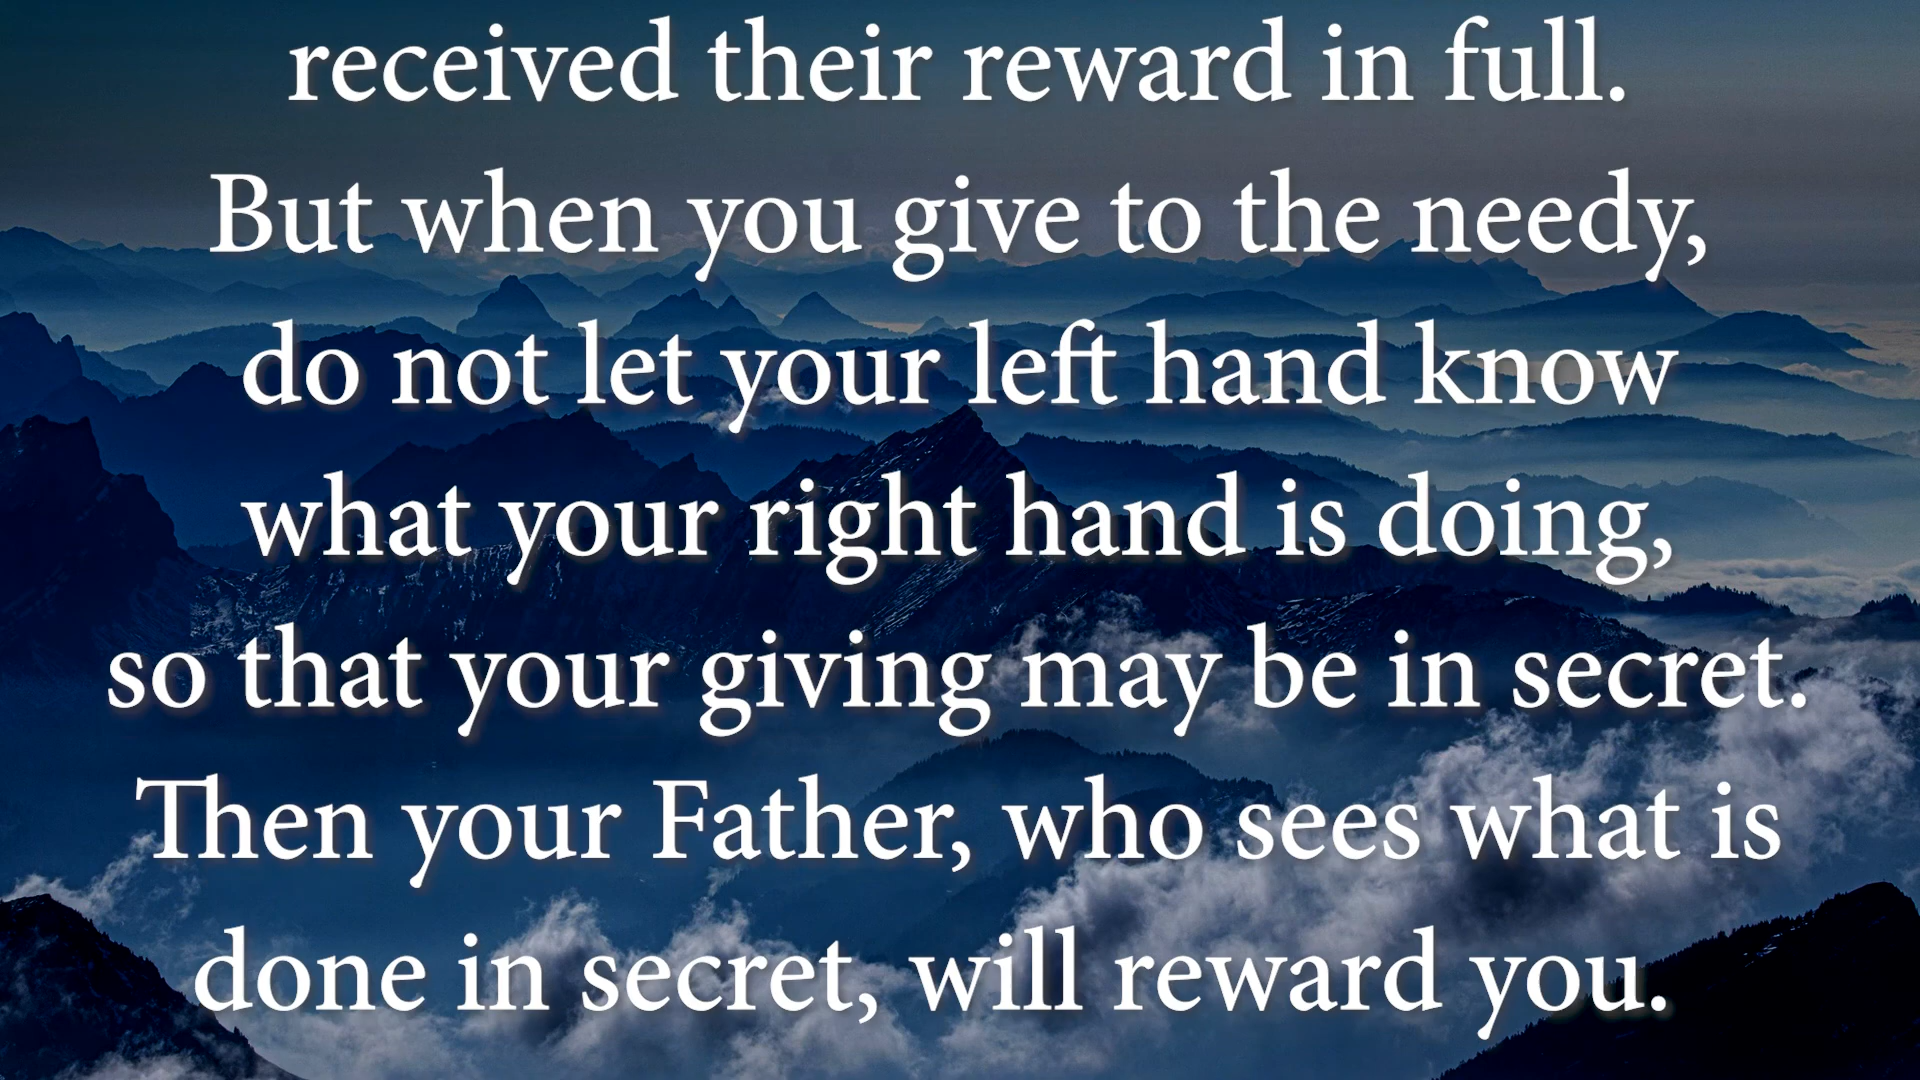 received their reward in full.
But when you give to the needy,
do not let your left hand know
what your right hand is doing,
so that your giving may be in secret.
Then your Father, who sees what is
done in secret, will reward you.